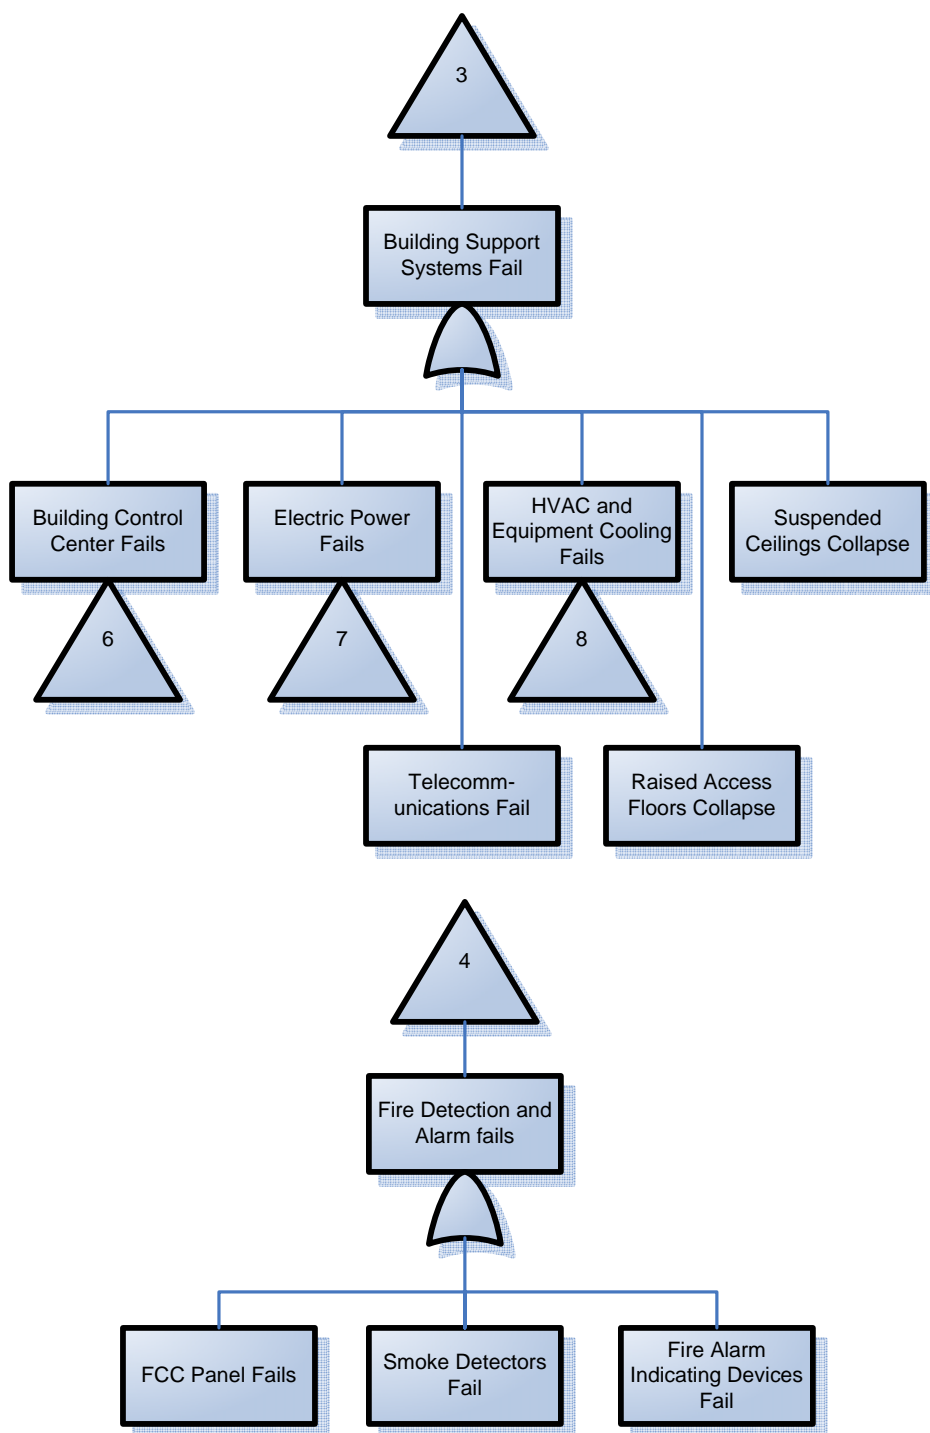 3
Building Support
Systems Fail
Building Control
Center Fails
Electric Power
Fails
HVAC and
Equipment Cooling
Fails
Suspended
Ceilings Collapse
6
7
8
Telecomm-
unications Fail
Raised Access
Floors Collapse
4
Fire Detection and
Alarm fails
FCC Panel Fails
Smoke Detectors
Fail
Fire Alarm
Indicating Devices
Fail